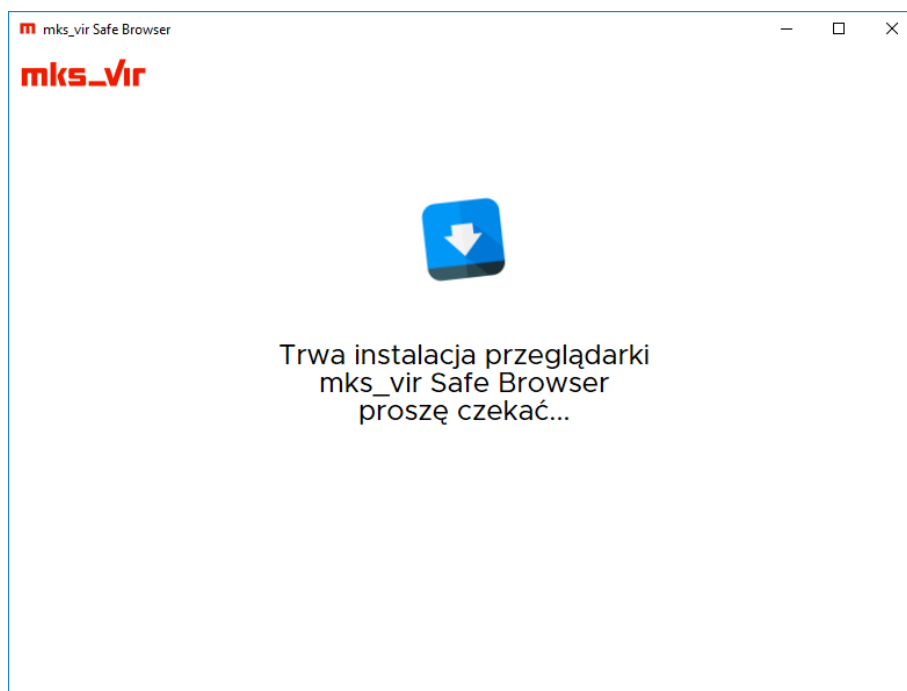 mks_vir Safe Browser
mks_vir
Trwa instalacja przeglądarki
mks_vir Safe Browser
proszę czekać...